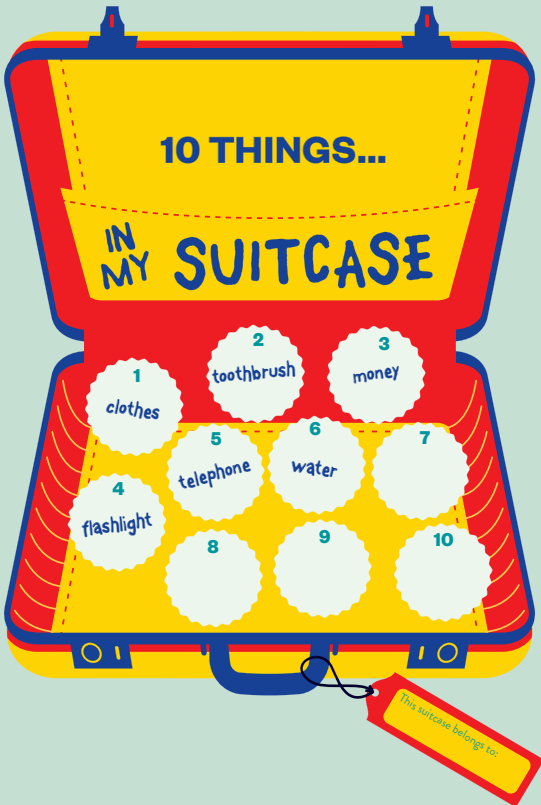 10 THINGS...
IN
MY
SUITCASE
1
clothes
2
toothbrush
3
money
4
flashlight
5
telephone
6
water
7
8
9
10
This suitcase belongs to: